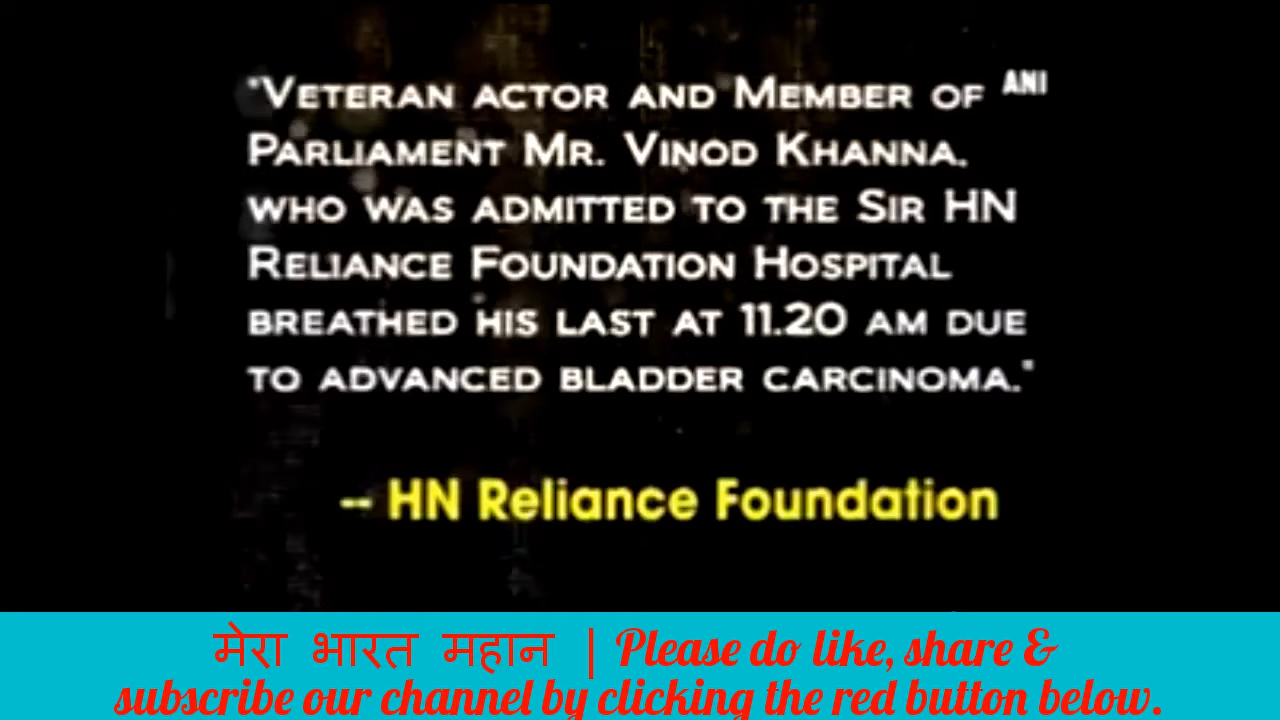 "VETERAN ACTOR AND MEMBER OF ANI
PARLIAMENT MR. VINOD KHANNA,
WHO WAS ADMITTED TO THE SIR HN
RELIANCE FOUNDATION HOSPITAL
BREATHED HIS LAST AT 11.20 AM DUE
TO ADVANCED BLADDER CARCINOMA."
-- HN Reliance Foundation
मेरा भारत महान | Please do like, share &
subscribe our channel by clicking the red button below.